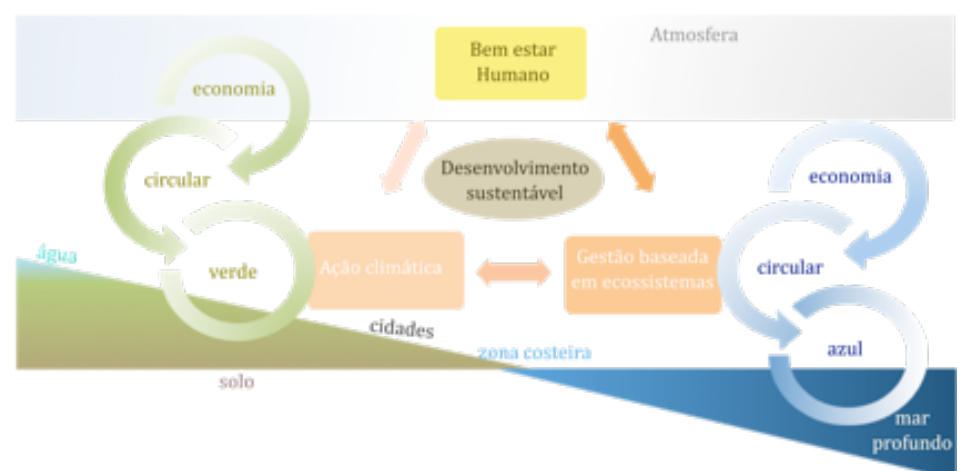 Atmosfera
Bem estar
Humano
economia
circular
verde
Desenvolvimento
sustentável
economia
circular
azul
água
Ação climática
Gestão baseada
em ecossistemas
cidades
zona costeira
solo
mar
profundo